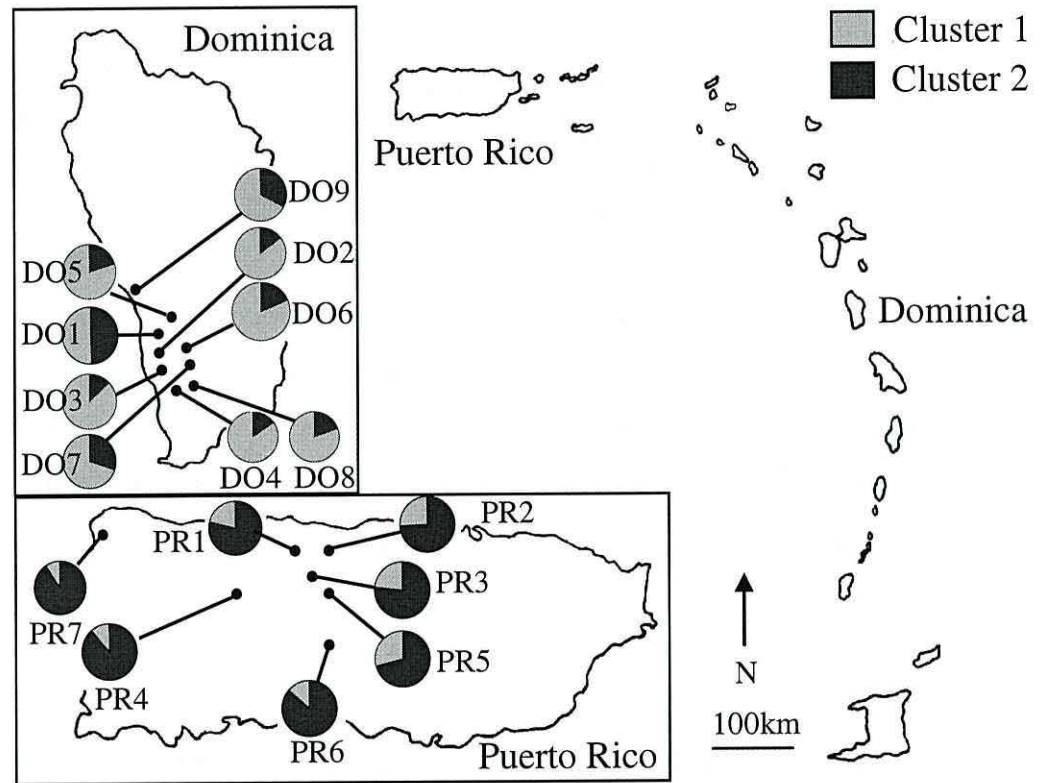 Dominica
DO9
DO2
DO5
DO6
DO1
DO3
DO7
DO4
DO8
Cluster 1
Cluster 2
Puerto Rico
Dominica
PR1
PR2
PR3
PR7
PR5
PR4
PR6
Puerto Rico
N
100km